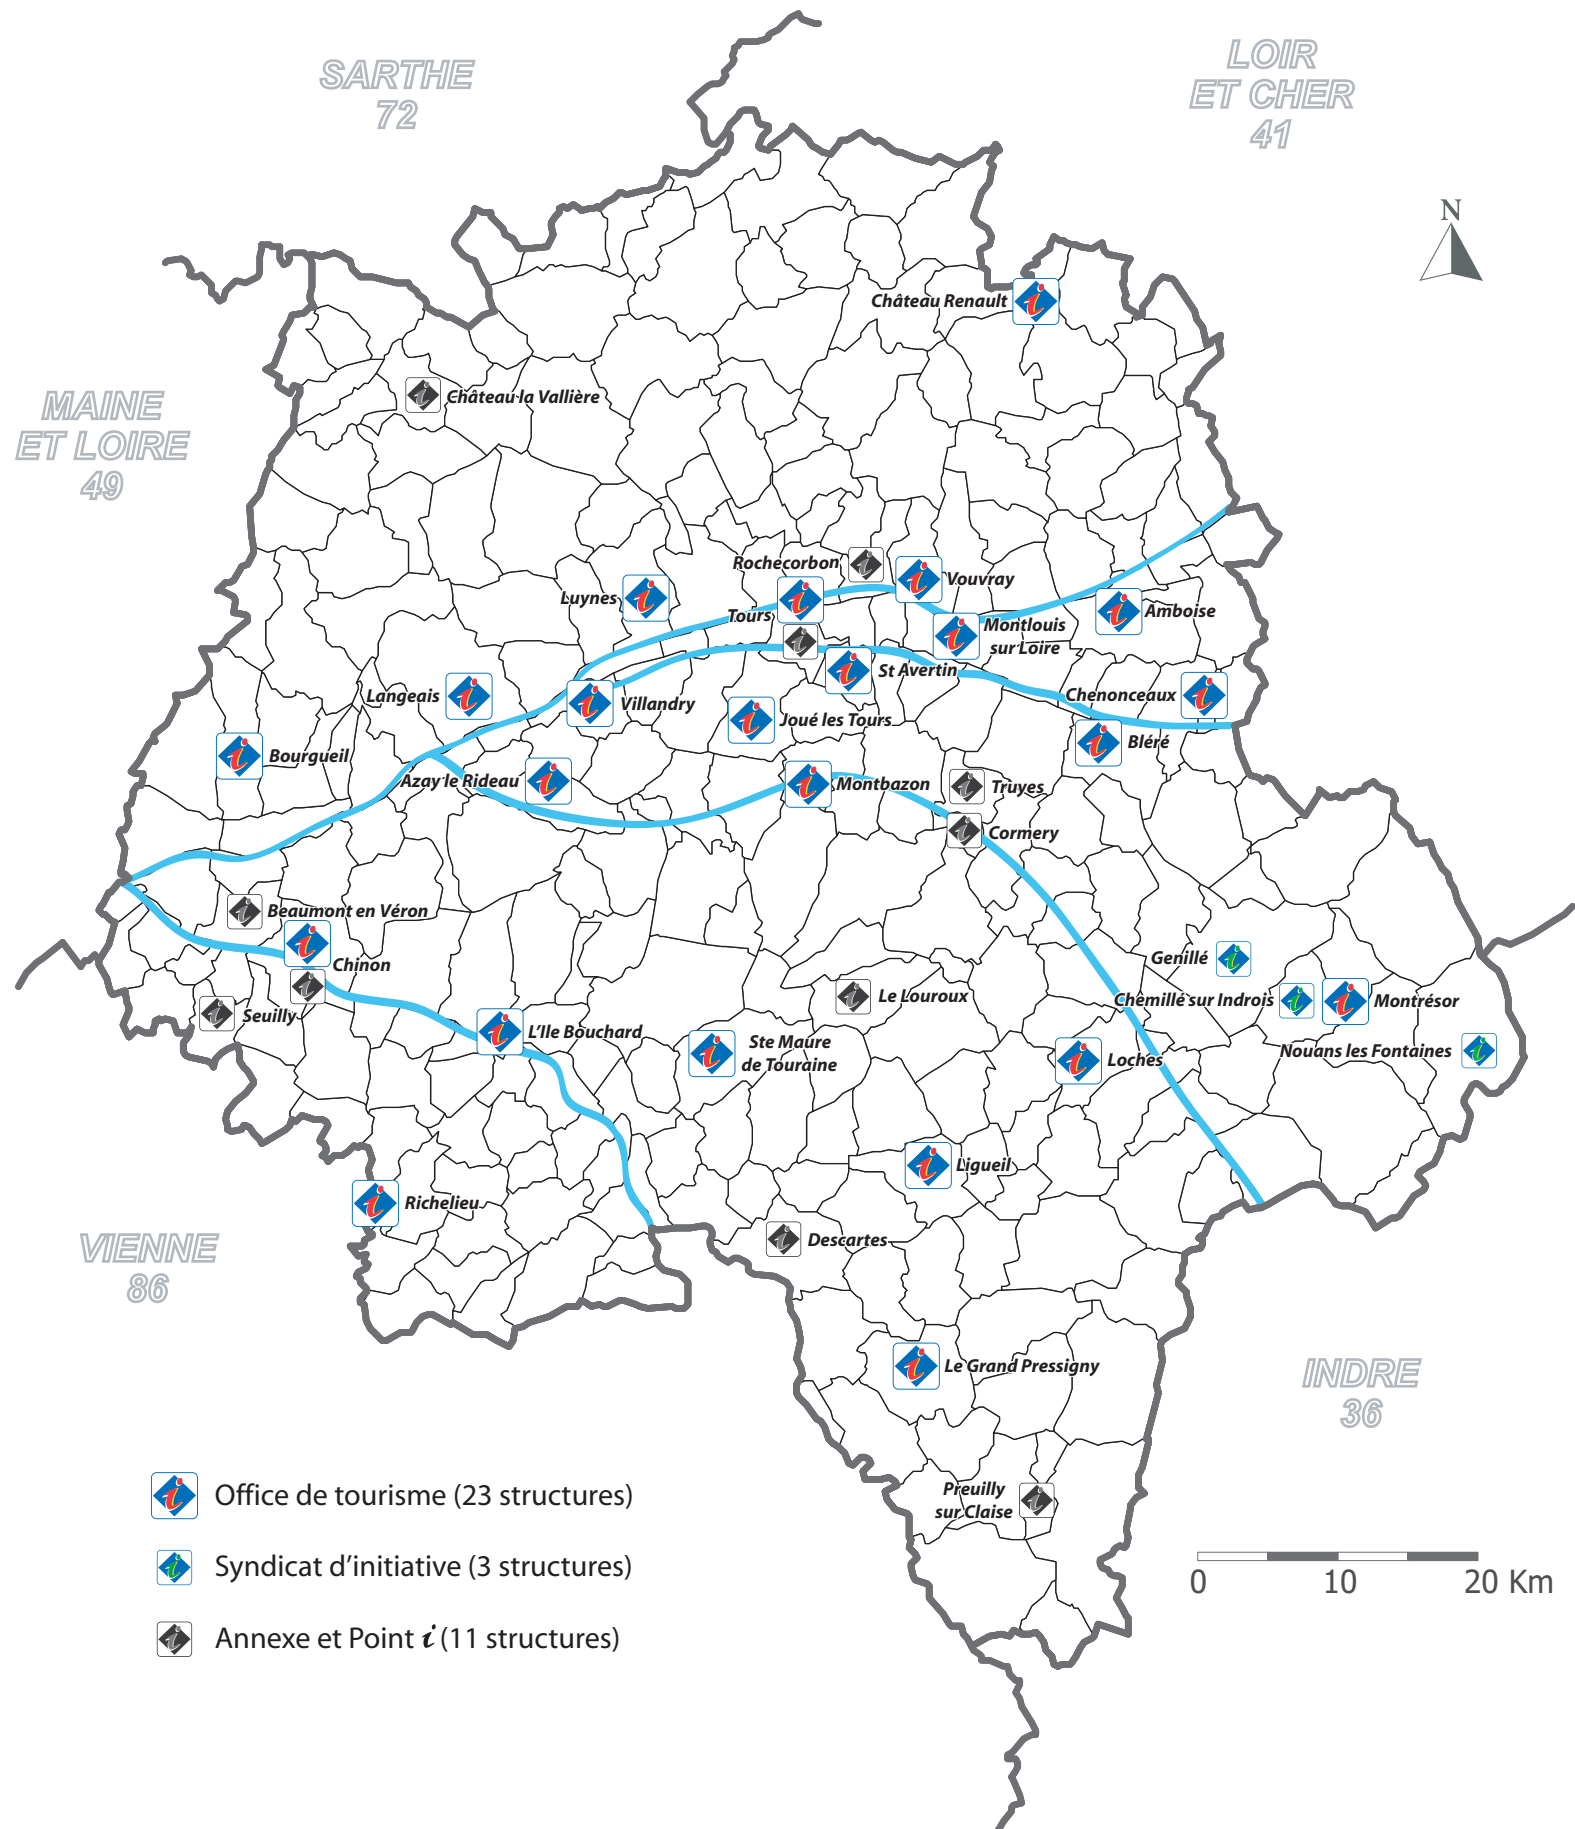 SARTHE
72
LOIR
ET CHER
41
N
Château Renault
MAINE
ET LOIRE
49
Château la Vallière
Rochecorbon
Vouvray
Luynes
Tours
Amboise
Montlouis
sur Loire
St Avertin
Langeais
Villandry
Chenonceaux
Joué les Tours
Bléré
Bourgueil
Azay le Rideau
Montbazon
Truyes
Cormery
Beaumont en Véron
Chinon
Genillé
Le Louroux
Chemillé sur Indrois
Montrésor
Seuilly
L'Ile Bouchard
Ste Maure
de Touraine
Nouans les Fontaines
Loches
Ligueil
Richelieu
Descartes
VIENNE
86
Le Grand Pressigny
INDRE
36
Preuilly
sur Claise
Office de tourisme (23 structures)
Syndicat d'initiative (3 structures)
Annexe et Point i (11 structures)
0 10 20 Km